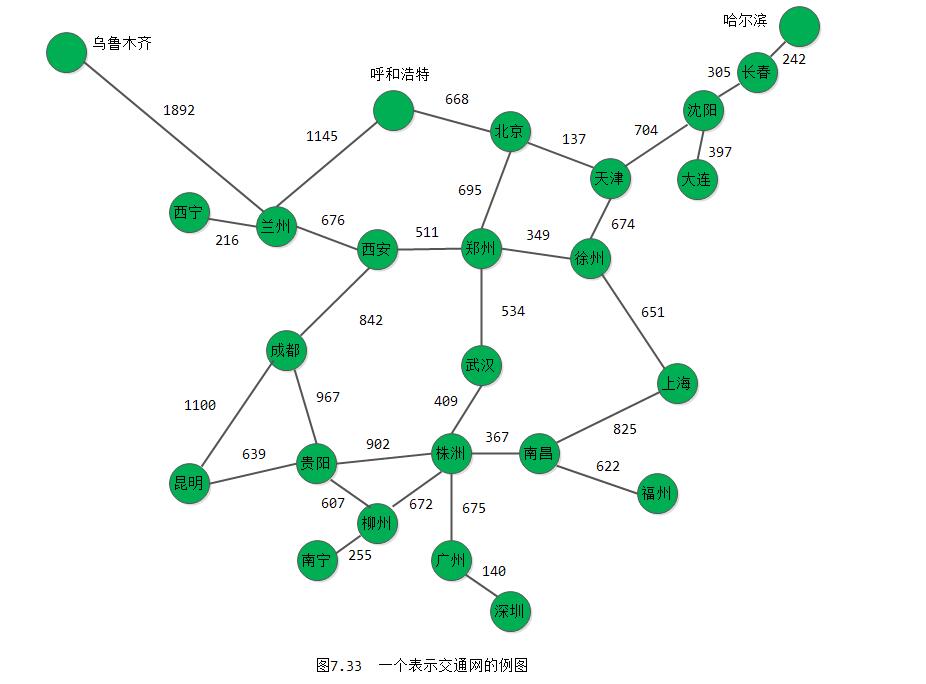 哈尔滨
乌鲁木齐
242
305
长春
呼和浩特
668
沈阳
1892
北京
704
1145
137
397
天津
大连
695
西宁
676
兰州
674
216
511
349
西安
郑州
徐州
842
534
651
成都
武汉
上海
967
409
1100
825
902
367
639
株洲
南昌
贵阳
622
昆明
福州
607
672
675
柳州
255
南宁
广州
140
深圳
图7.33 一个表示交通网的例图